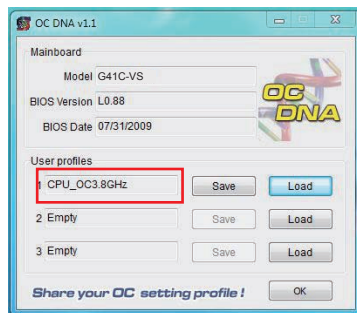 OC DNA v1.1
Mainboard
Model G41C-VS
BIOS Version L0.88
BIOS Date 07/31/2009
OC DNA
User profiles
1 CPU_OC3.8GHz Save Load
2 Empty Save Load
3 Empty Save Load
Share your OC setting profile! OK